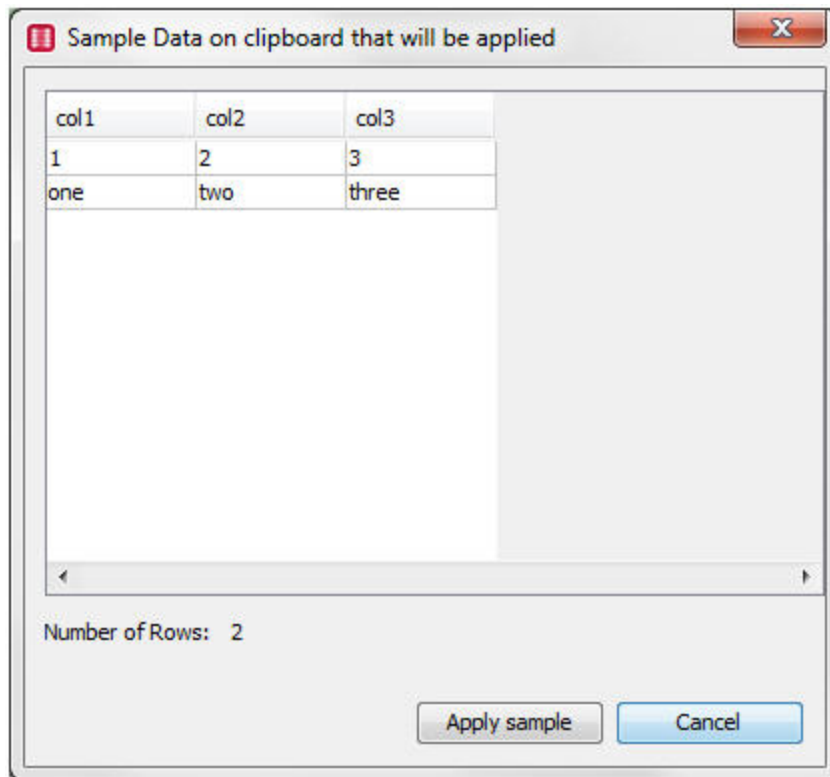 Sample Data on clipboard that will be applied
col1 col2 col3
1 2 3
one two three
Number of Rows: 2
Apply sample Cancel